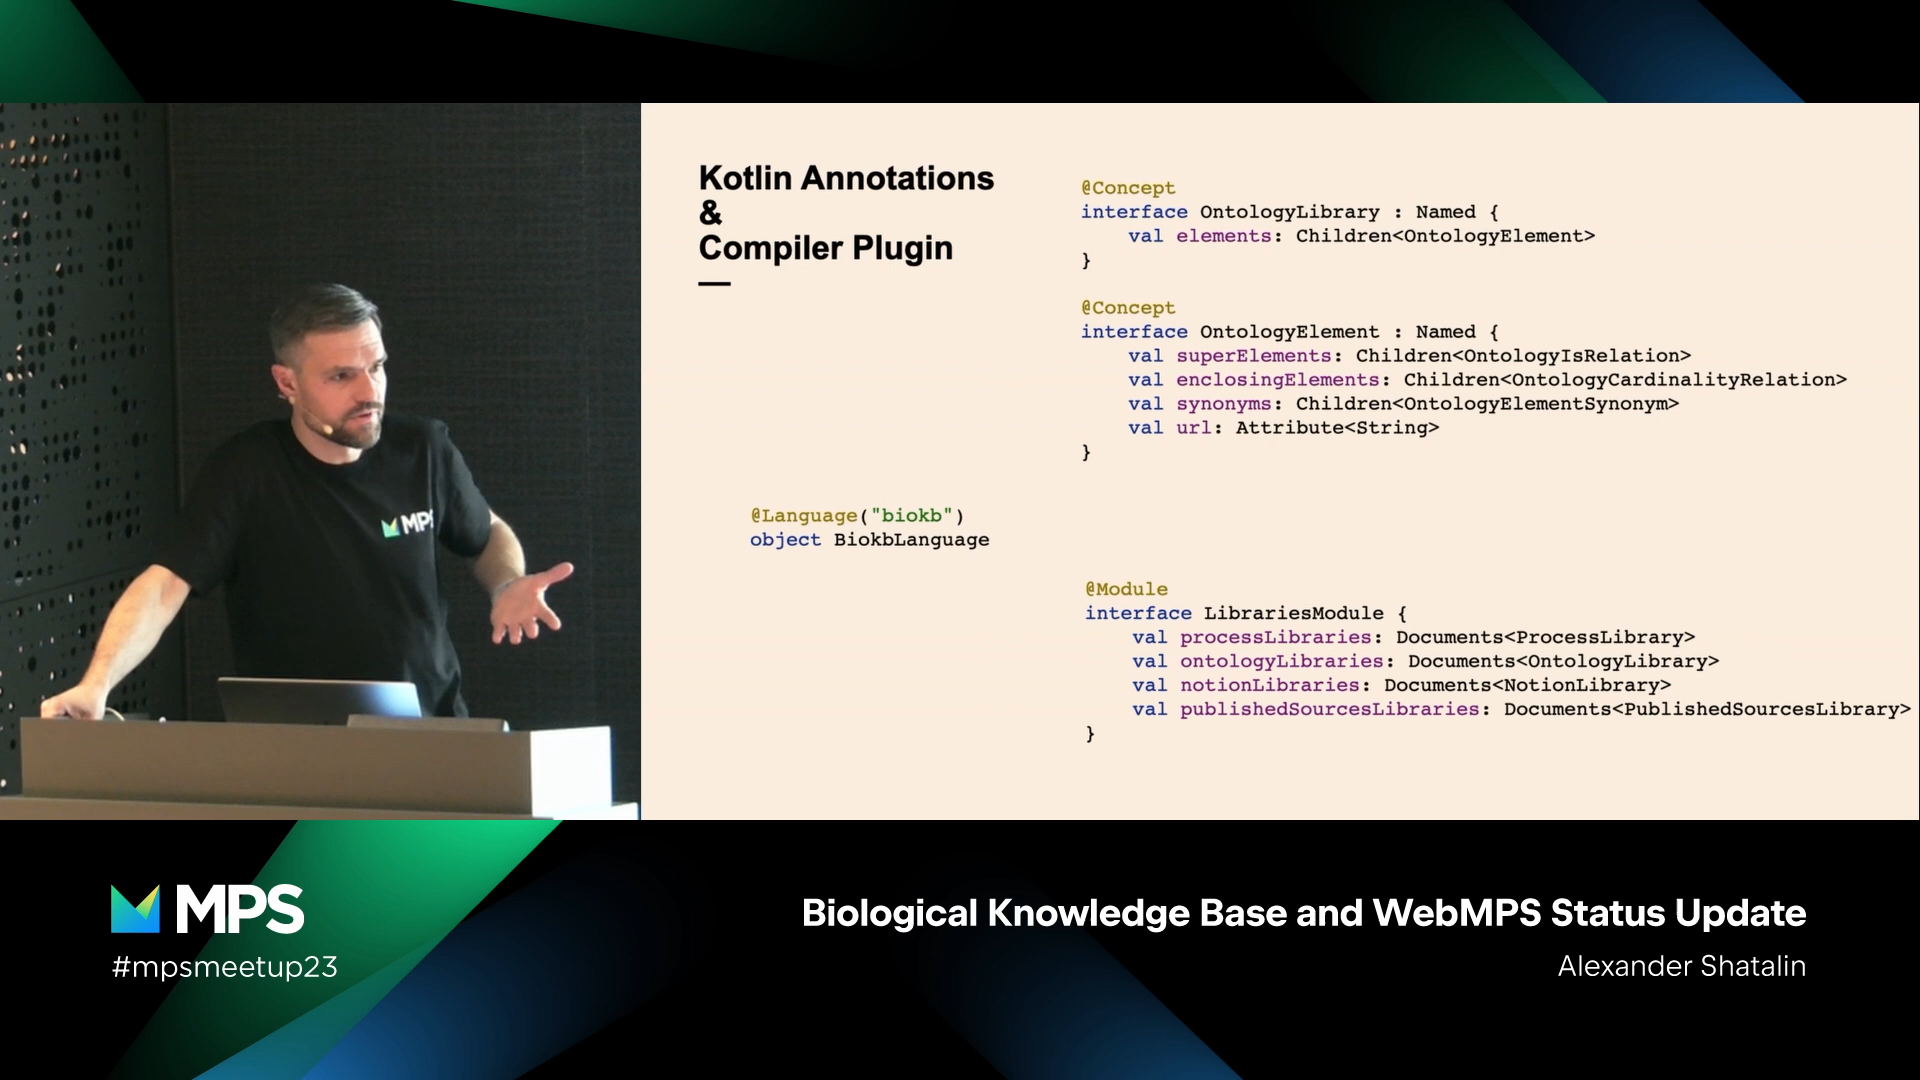 Kotlin Annotations
&
Compiler Plugin
@Language("biokb")
object BiokbLanguage
@Concept
interface OntologyLibrary : Named {
    val elements: Children<OntologyElement>
}
@Concept
interface OntologyElement : Named {
    val superElements: Children<OntologyIsRelation>
    val enclosingElements: Children<OntologyCardinalityRelation>
    val synonyms: Children<OntologyElementSynonym>
    val url: Attribute<String>
}
@Module
interface LibrariesModule {
    val processLibraries: Documents<ProcessLibrary>
    val ontologyLibraries: Documents<OntologyLibrary>
    val notionLibraries: Documents<NotionLibrary>
    val publishedSourcesLibraries: Documents<PublishedSourcesLibrary>
}
MPS
MPS
#mpsmeetup23
Biological Knowledge Base and WebMPS Status Update
Alexander Shatalin